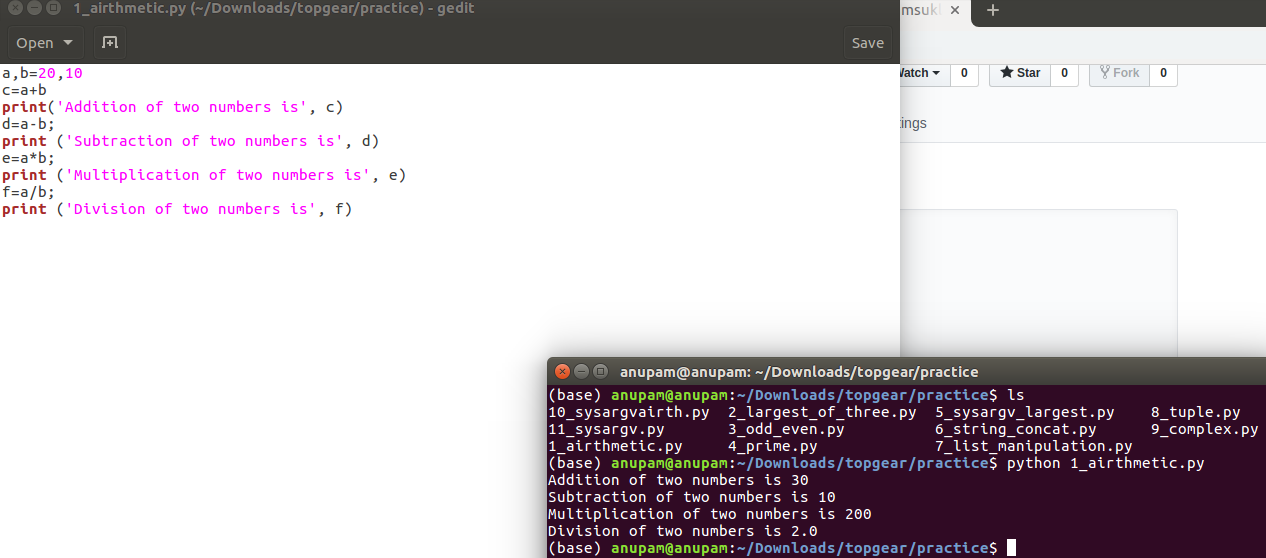 1_airthmetic.py (~/Downloads/topgear/practice) - gedit
Open
Save
a,b=20,10
c=a+b
print('Addition of two numbers is', c)
d=a-b;
print ('Subtraction of two numbers is', d)
e=a*b;
print ('Multiplication of two numbers is', e)
f=a/b;
print ('Division of two numbers is', f)
Watch 0 Star 0 Fork 0
tings
anupam@anupam: ~/Downloads/topgear/practice
(base) anupam@anupam:~/Downloads/topgear/practice$ ls
10_sysargvairth.py 2_largest_of_three.py 5_sysargv_largest.py 8_tuple.py
11_sysargv.py 3_odd_even.py 6_string_concat.py 9_complex.py
1_airthmetic.py 4_prime.py 7_list_manipulation.py
(base) anupam@anupam:~/Downloads/topgear/practice$ python 1_airthmetic.py
Addition of two numbers is 30
Subtraction of two numbers is 10
Multiplication of two numbers is 200
Division of two numbers is 2.0
(base) anupam@anupam:~/Downloads/topgear/practice$